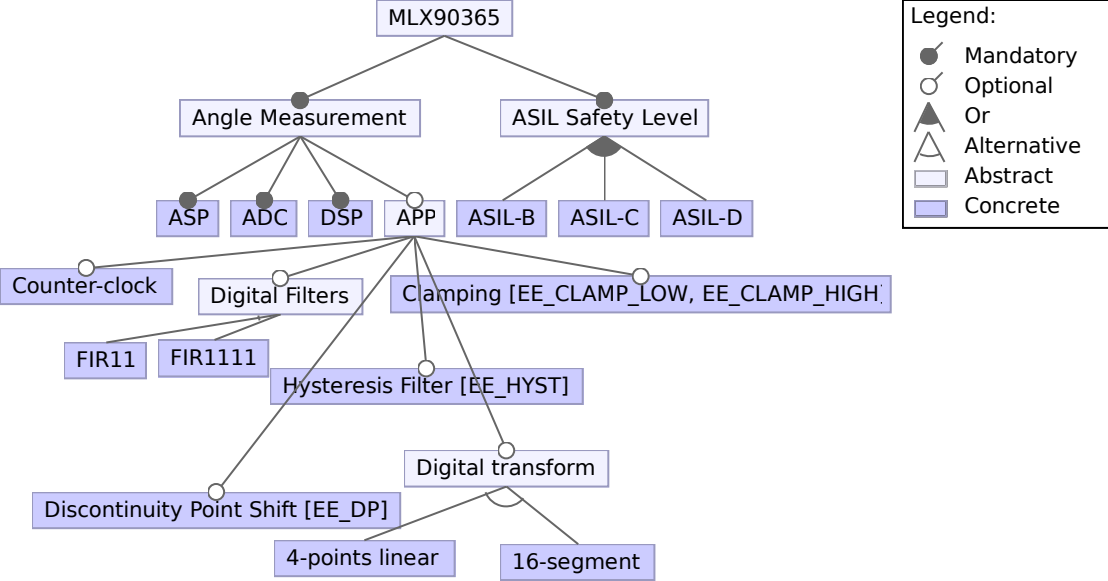 MLX90365
Legend:
Mandatory
Optional
Or
Alternative
Abstract
Concrete
Angle Measurement
ASIL Safety Level
ASP
ADC
DSP
APP
ASIL-B
ASIL-C
ASIL-D
Counter-clock
Digital Filters
Clamping [EE_CLAMP_LOW, EE_CLAMP_HIGH]
FIR11
FIR1111
Hysteresis Filter [EE_HYST]
Digital transform
Discontinuity Point Shift [EE_DP]
4-points linear
16-segment